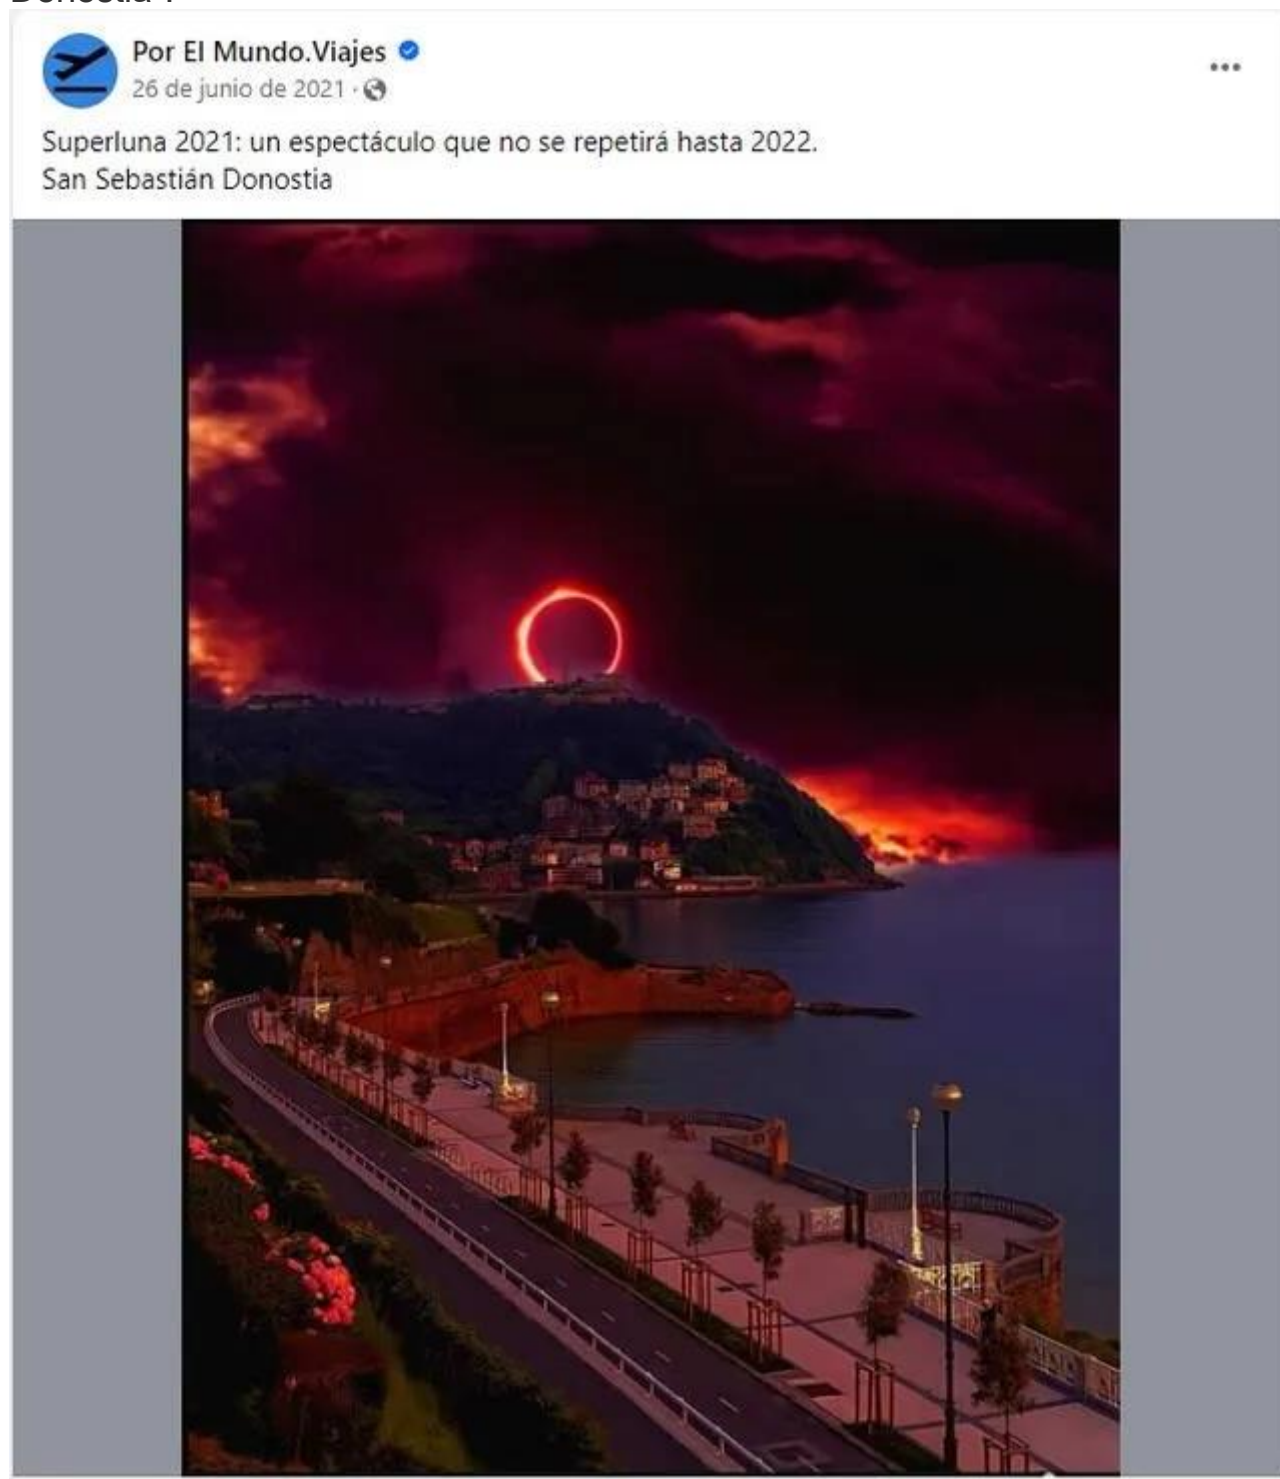 Donostia".
Por El Mundo.Viajes
26 de junio de 2021 ·
Superluna 2021: un espectáculo que no se repetirá hasta 2022.
San Sebastián Donostia